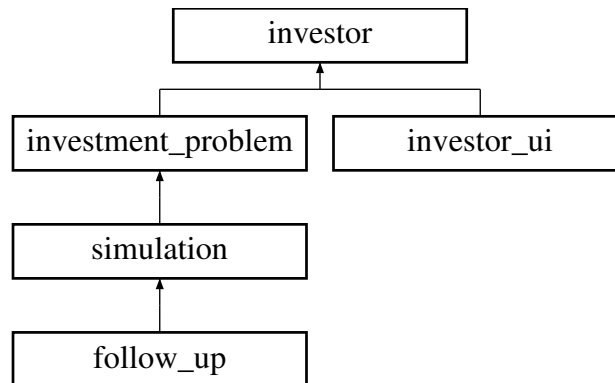 investor
investment_problem
investor_ui
simulation
follow_up